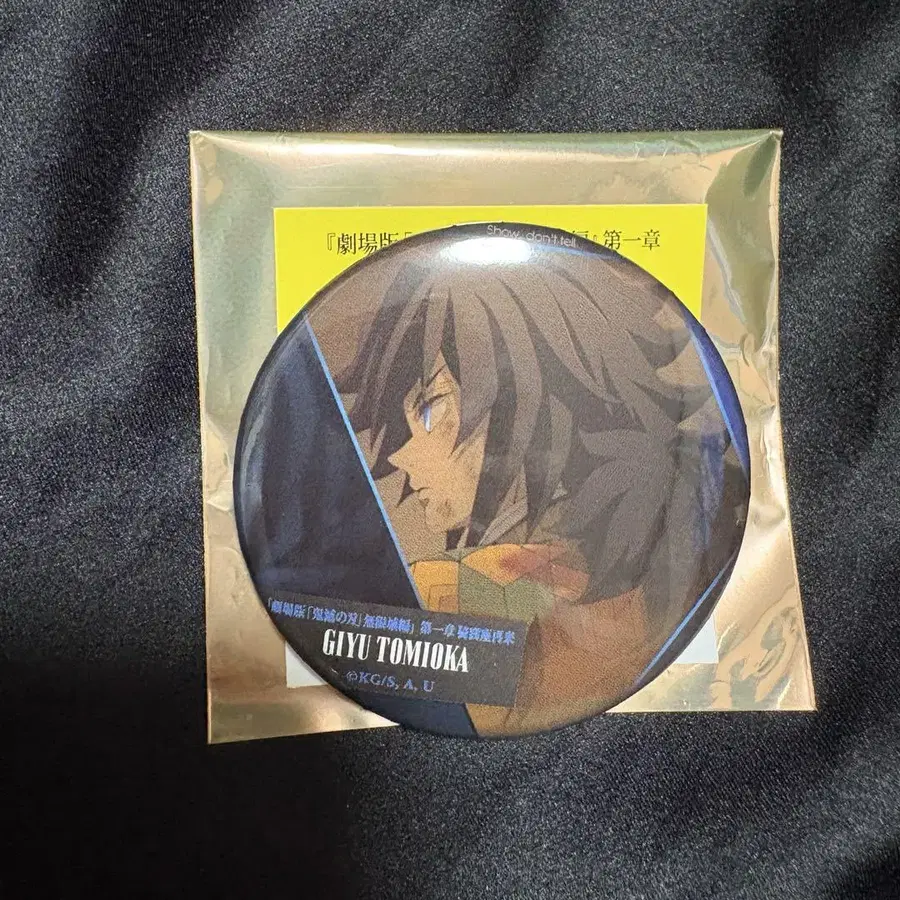 『劇場版「 編』第一章
Show, don't tell.
「劇場版「鬼滅の刃」無限城編」第一章 猗窩座再来
GIYU TOMIOKA
©KG/S, A, U